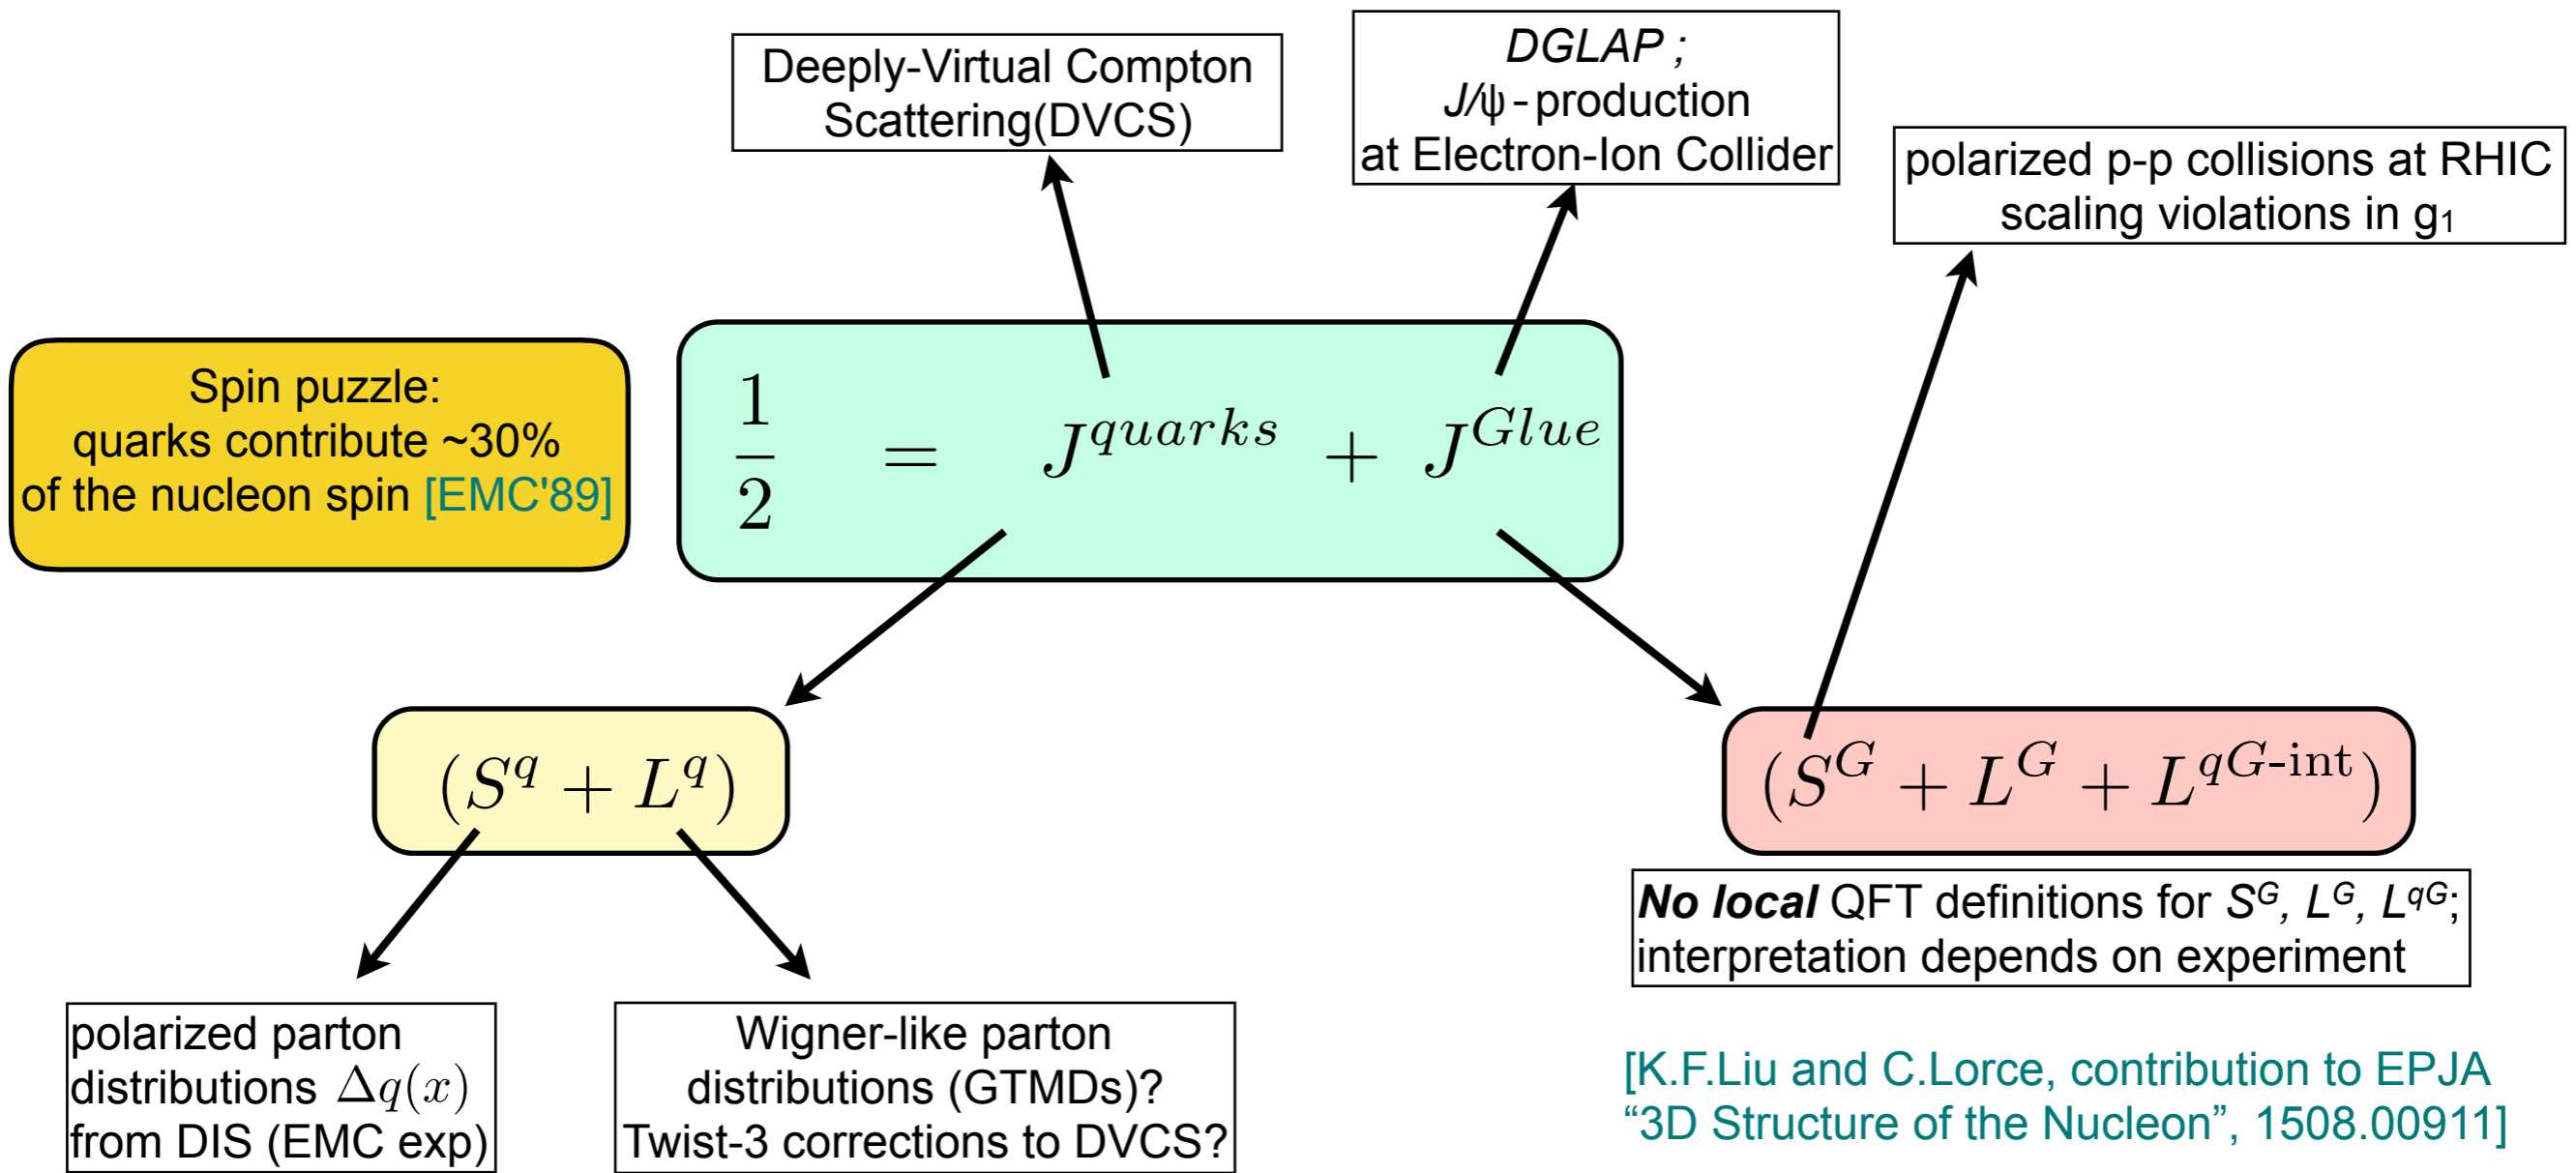 Deeply-Virtual Compton
Scattering(DVCS)
DGLAP ;
J/ψ - production
at Electron-Ion Collider
polarized p-p collisions at RHIC
scaling violations in g₁
Spin puzzle:
quarks contribute ~30%
of the nucleon spin [EMC'89]
1/2 = J^{quarks} + J^{Glue}
(S^q + L^q)
(S^G + L^G + L^{qG-int})
No local QFT definitions for S^G, L^G, L^{qG};
interpretation depends on experiment
polarized parton
distributions Δq(x)
from DIS (EMC exp)
Wigner-like parton
distributions (GTMDs)?
Twist-3 corrections to DVCS?
[K.F.Liu and C.Lorce, contribution to EPJA
“3D Structure of the Nucleon”, 1508.00911]